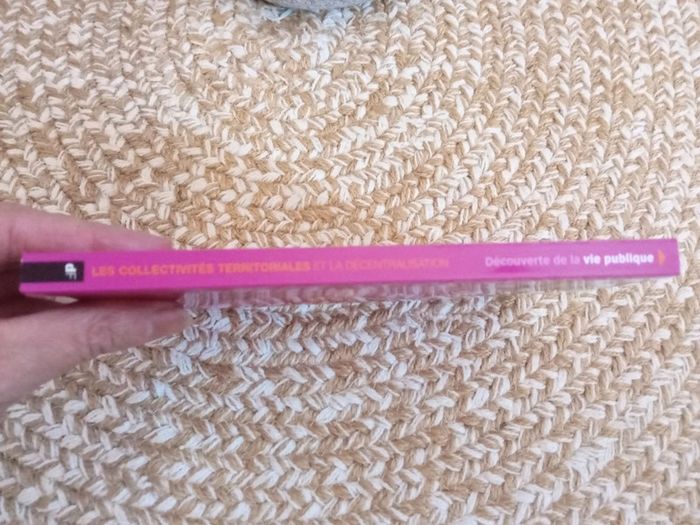 LES COLLECTIVITÉS TERRITORIALES ET LA DÉCENTRALISATION
Découverte de la vie publique